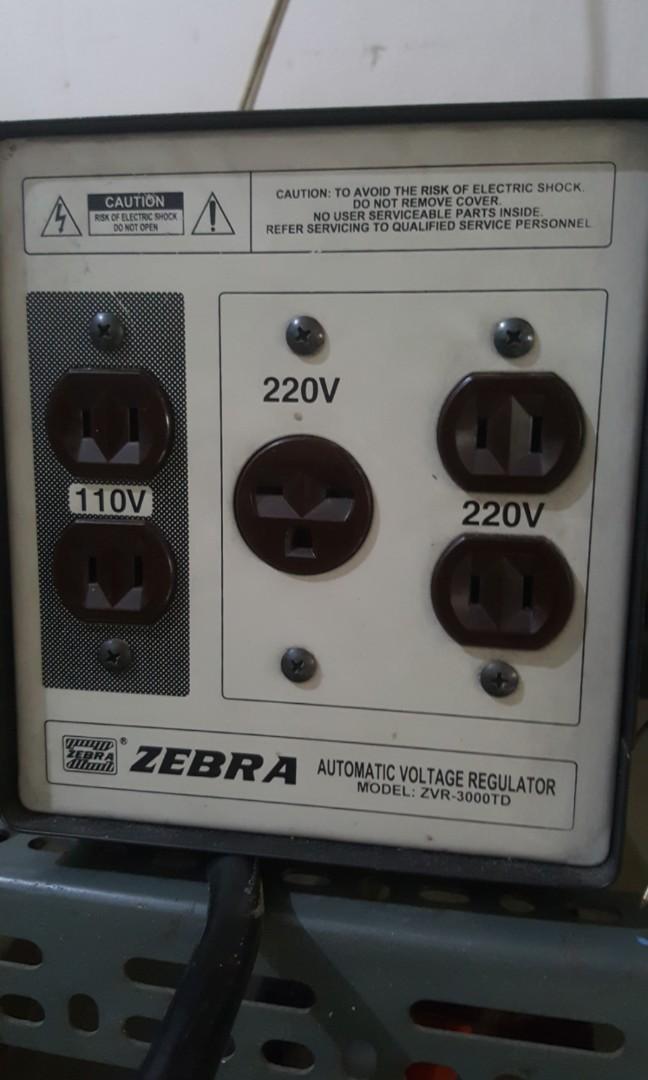 CAUTION
RISK OF ELECTRIC SHOCK
DO NOT OPEN
CAUTION: TO AVOID THE RISK OF ELECTRIC SHOCK.
DO NOT REMOVE COVER.
NO USER SERVICEABLE PARTS INSIDE.
REFER SERVICING TO QUALIFIED SERVICE PERSONNEL
110V
220V
220V
ZEBRA ®
ZEBRA
AUTOMATIC VOLTAGE REGULATOR
MODEL: ZVR-3000TD